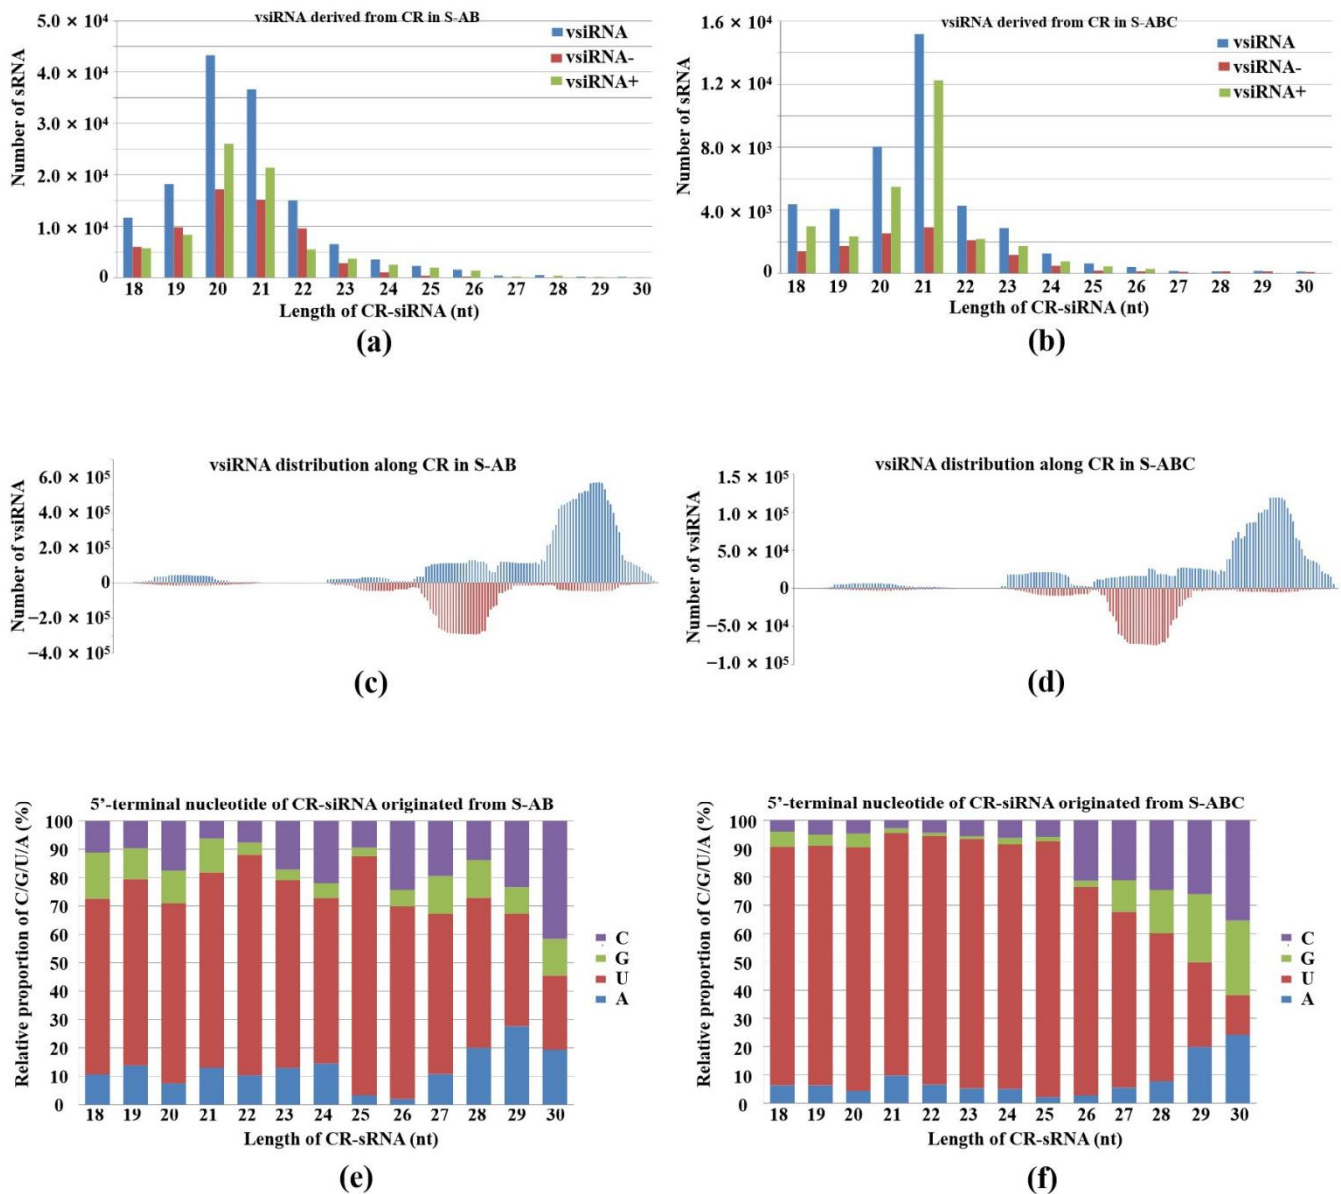 vsiRNA derived from CR in S-AB
5.0 × 10⁴
4.0 × 10⁴
3.0 × 10⁴
2.0 × 10⁴
1.0 × 10⁴
0
Number of sRNA
vsiRNA
vsiRNA-
vsiRNA+
18 19 20 21 22 23 24 25 26 27 28 29 30
Length of CR-siRNA (nt)
(a)
vsiRNA derived from CR in S-ABC
1.6 × 10⁴
1.2 × 10⁴
8.0 × 10³
4.0 × 10³
0
Number of sRNA
vsiRNA
vsiRNA-
vsiRNA+
18 19 20 21 22 23 24 25 26 27 28 29 30
Length of CR-siRNA (nt)
(b)
vsiRNA distribution along CR in S-AB
6.0 × 10⁵
4.0 × 10⁵
2.0 × 10⁵
0
−2.0 × 10⁵
−4.0 × 10⁵
Number of vsiRNA
(c)
vsiRNA distribution along CR in S-ABC
1.5 × 10⁵
1.0 × 10⁵
5.0 × 10⁴
0
−5.0 × 10⁴
−1.0 × 10⁵
Number of vsiRNA
(d)
5’-terminal nucleotide of CR-siRNA originated from S-AB
100
90
80
70
60
50
40
30
20
10
0
Relative proportion of C/G/U/A (%)
C
G
U
A
18 19 20 21 22 23 24 25 26 27 28 29 30
Length of CR-sRNA (nt)
(e)
5’-terminal nucleotide of CR-siRNA originated from S-ABC
100
90
80
70
60
50
40
30
20
10
0
Relative proportion of C/G/U/A (%)
C
G
U
A
18 19 20 21 22 23 24 25 26 27 28 29 30
Length of CR-sRNA (nt)
(f)